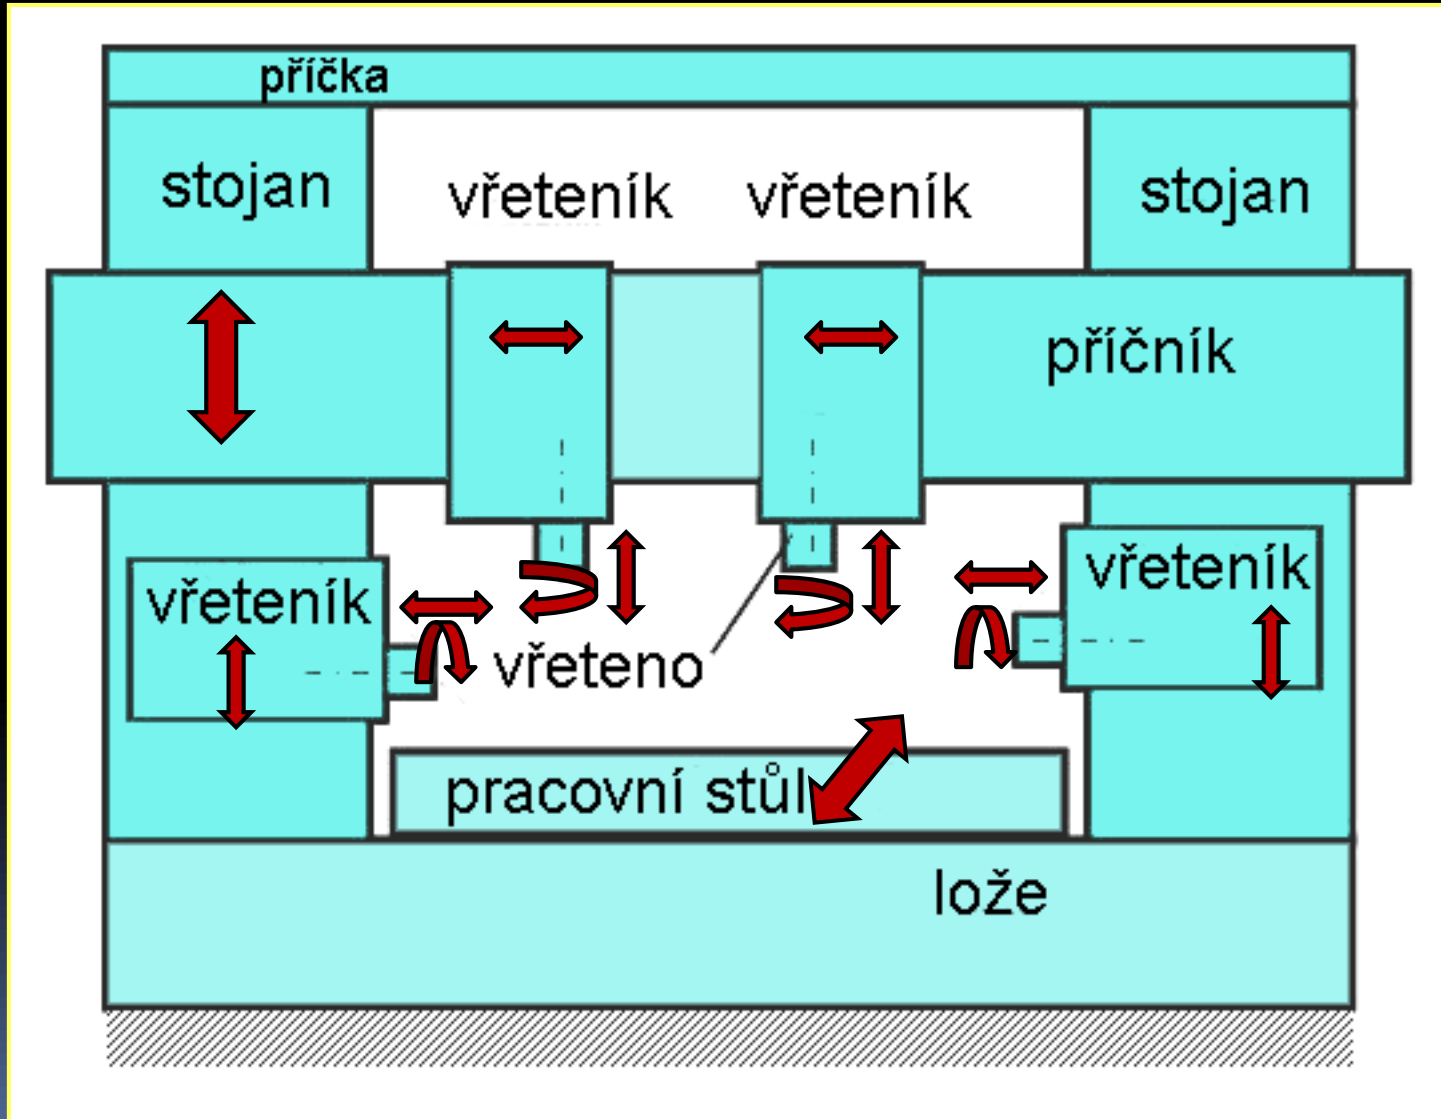 příčka
stojan
vřeteník
vřeteník
stojan
příčník
vřeteník
vřeteník
vřeteno
pracovní stůl
lože